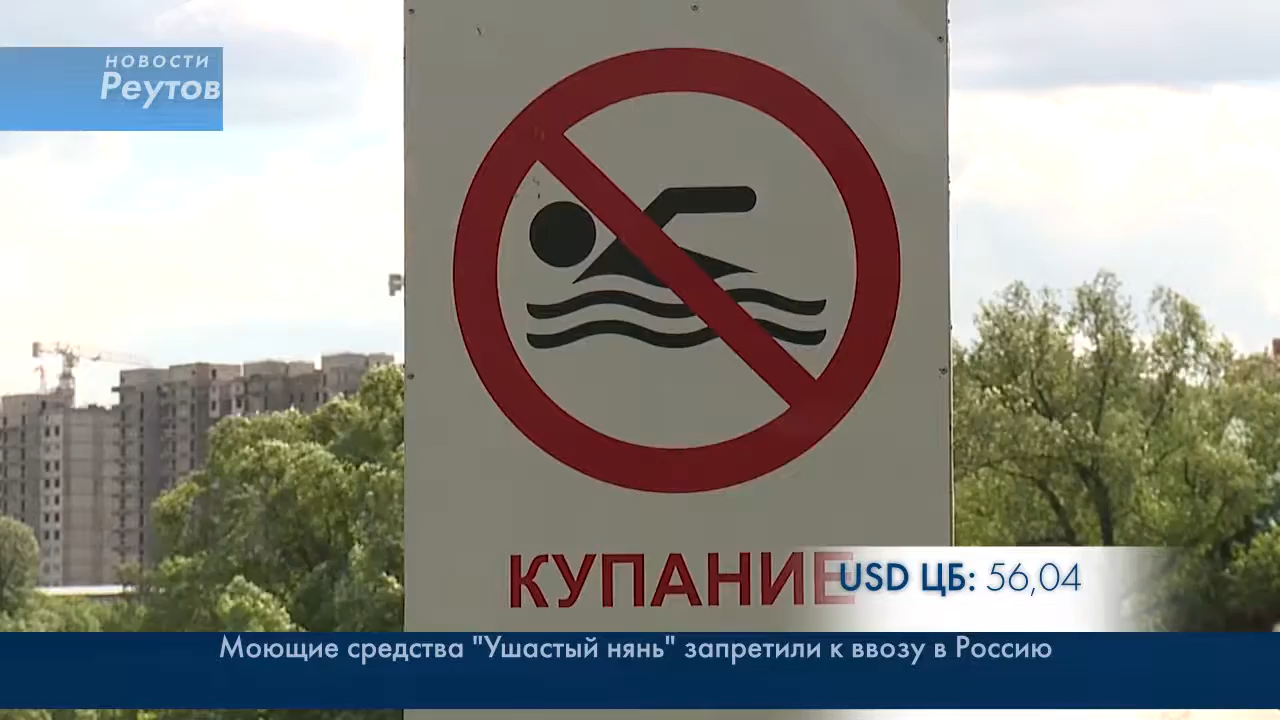 НОВОСТИ
Реутов
КУПАНИЕ
USD ЦБ: 56,04
Моющие средства "Ушастый нянь" запретили к ввозу в Россию